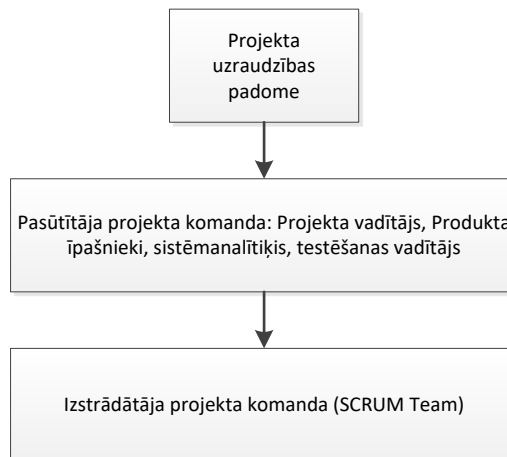 Projekta
uzraudzības
padome
Pasūtītāja projekta komanda: Projekta vadītājs, Produkta
īpašnieki, sistēmanalītiķis, testēšanas vadītājs
Izstrādātāja projekta komanda (SCRUM Team)